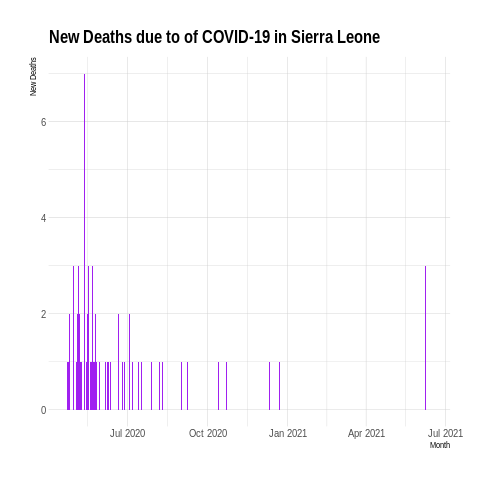 New Deaths due to of COVID-19 in Sierra Leone
New Deaths
6
4
2
0
Jul 2020
Oct 2020
Jan 2021
Apr 2021
Jul 2021
Month